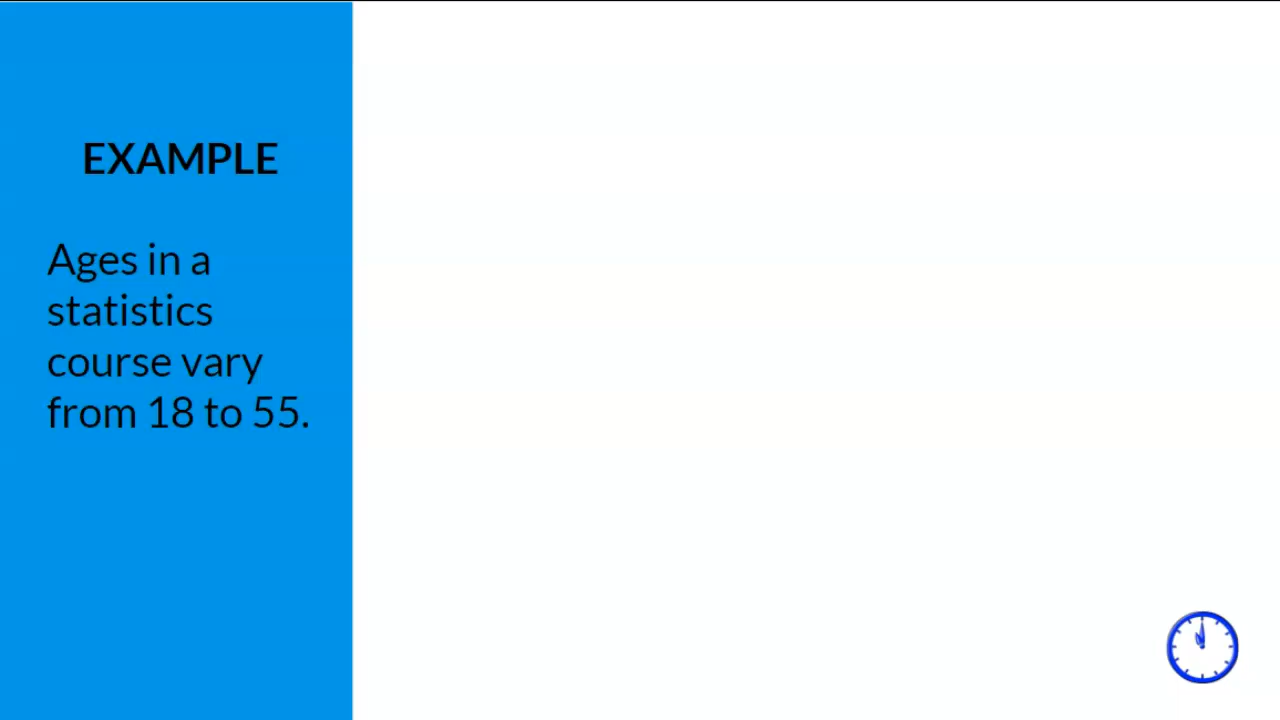 EXAMPLE
Ages in a
statistics
course vary
from 18 to 55.